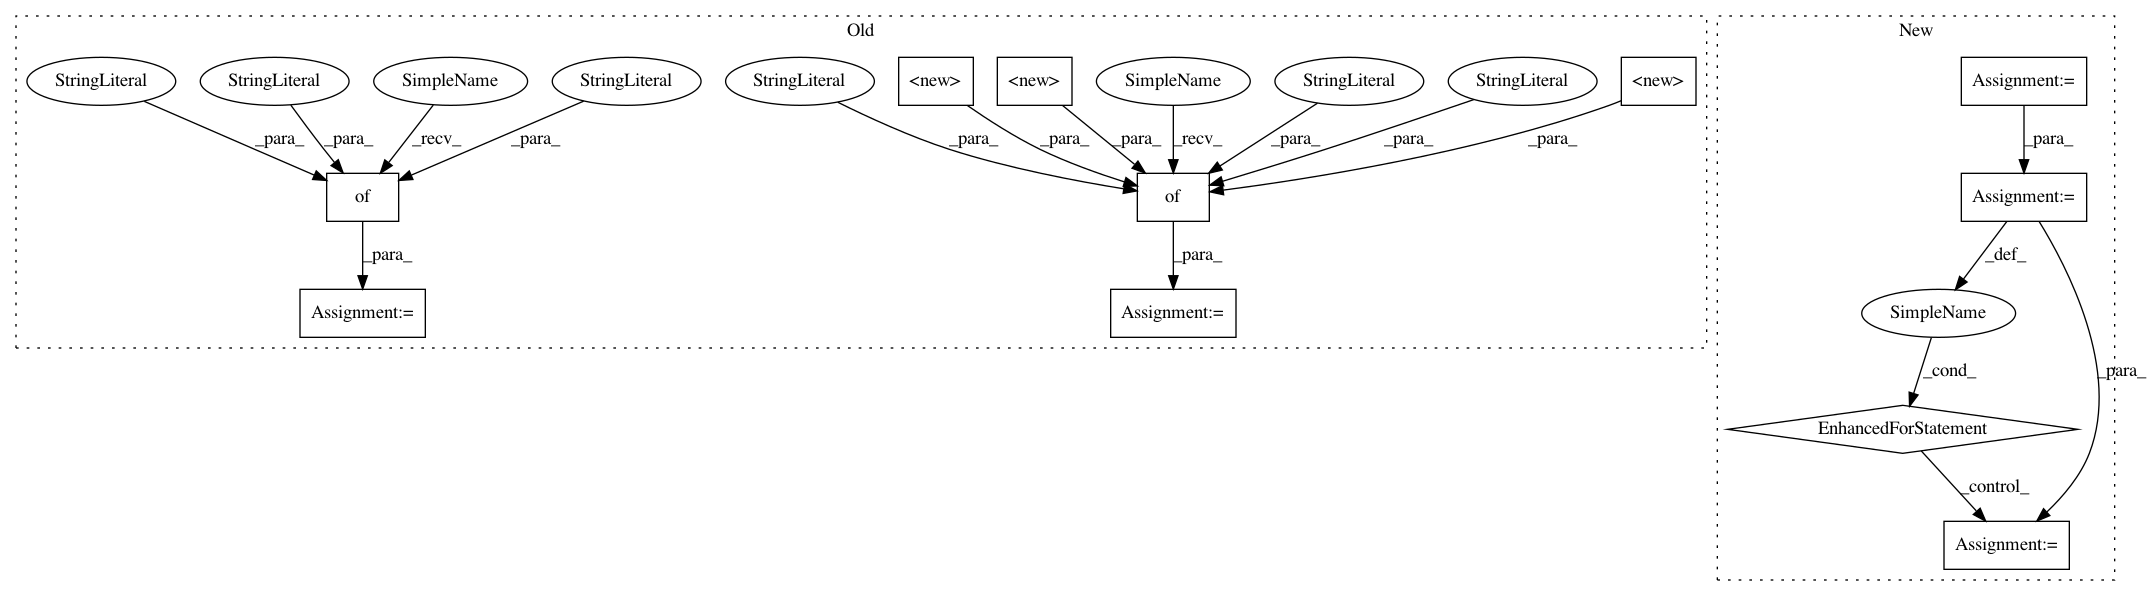 Old
New
StringLiteral
StringLiteral
SimpleName
StringLiteral
StringLiteral
<new>
<new>
SimpleName
StringLiteral
StringLiteral
<new>
Assignment:=
_para_
_para_
_recv_
_para_
_para_
_para_
_para_
_recv_
_para_
_para_
_para_
_para_
of
of
Assignment:=
_para_
_para_
_def_
Assignment:=
Assignment:=
SimpleName
_cond_
_para_
EnhancedForStatement
_control_
Assignment:=